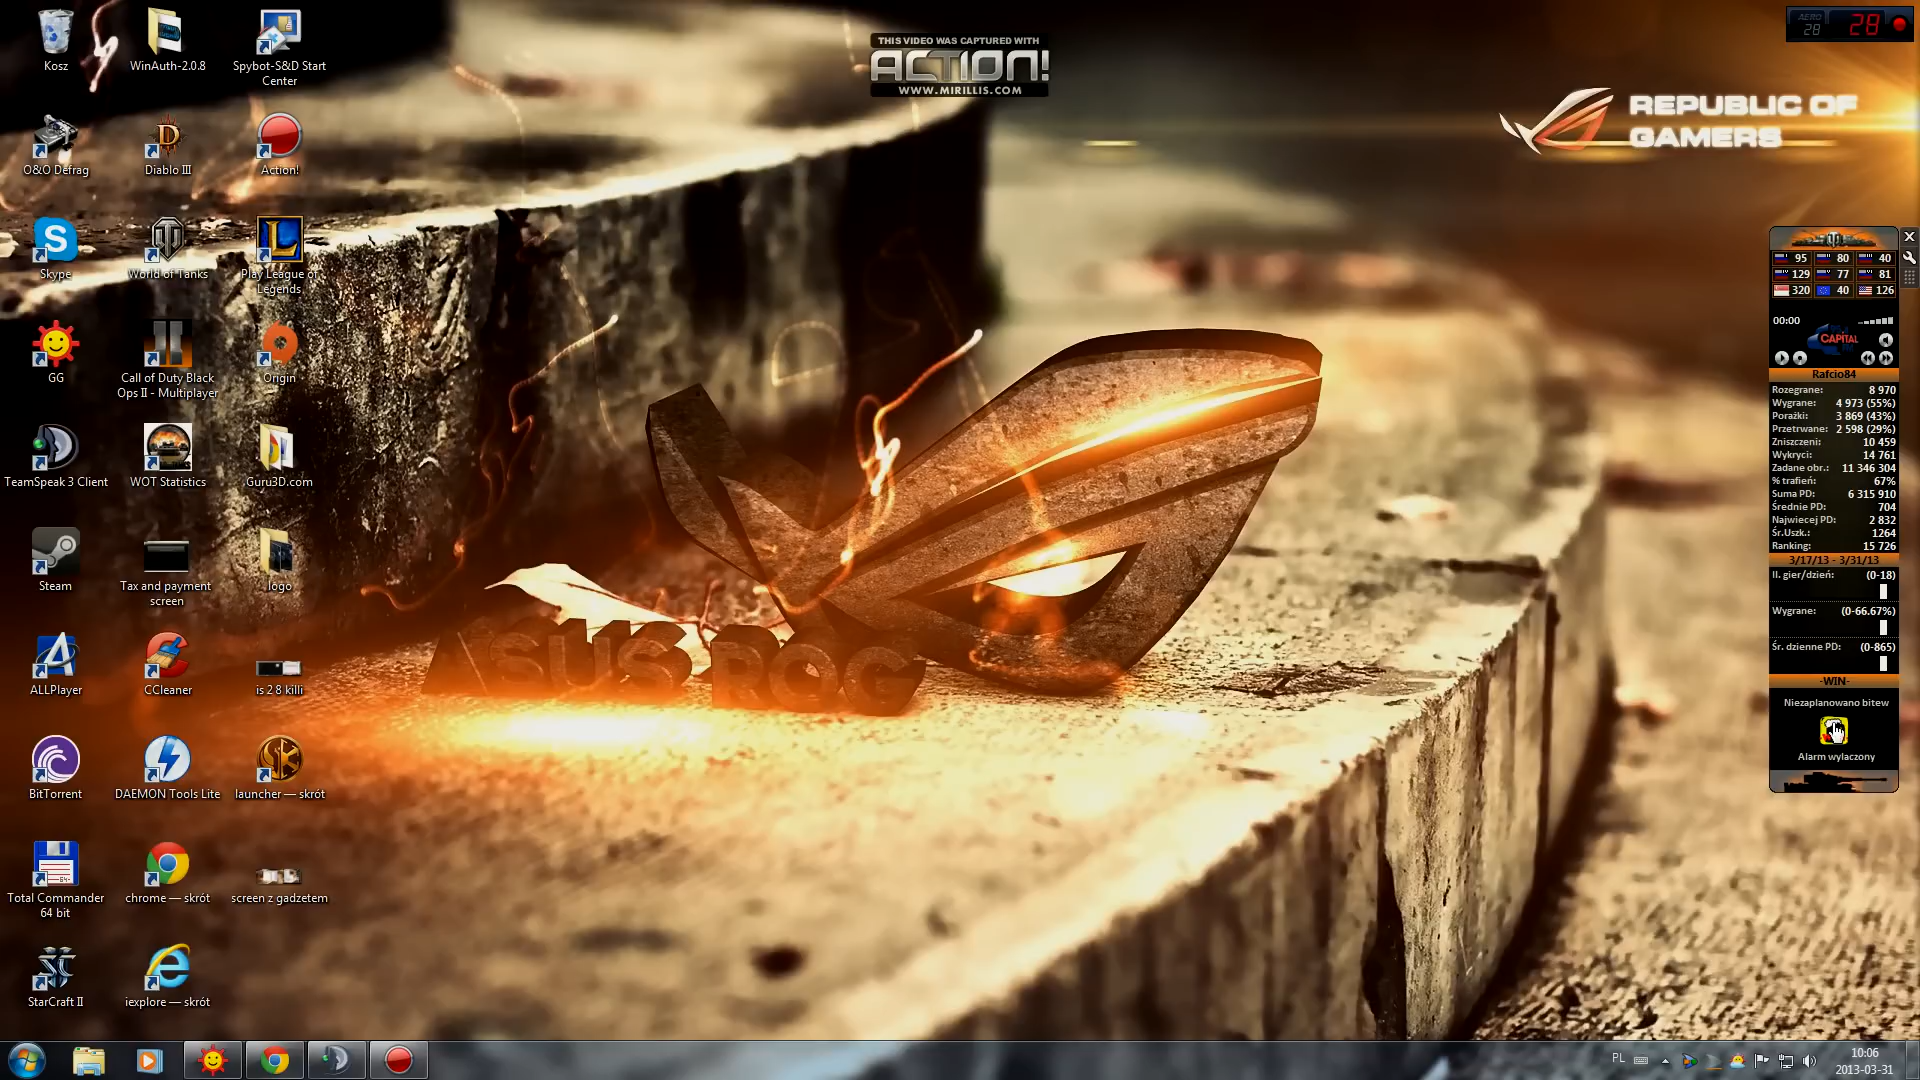 Kosz
WinAuth-2.0.8
Spybot-S&D Start
Center
O&O Defrag
Diablo III
Action!
Skype
World of Tanks
Play League of
Legends
GG
Call of Duty Black
Ops II - Multiplayer
Origin
TeamSpeak 3 Client
WOT Statistics
Guru3D.com
Steam
Tax and payment
screen
logo
ALLPlayer
CCleaner
is 2 8 killi
BitTorrent
DAEMON Tools Lite
launcher — skrót
Total Commander
64 bit
chrome — skrót
screen z gadzetem
StarCraft II
iexplore — skrót
THIS VIDEO WAS CAPTURED WITH
ACTION!
WWW.MIRILLIS.COM
ASUS ROG
AERO
28
28
REPUBLIC OF
GAMERS
95 80 40
129 77 81
320 40 126
00:00
CAPITAL
Rafcio84
Rozegrane: 8 970
Wygrane: 4 973 (55%)
Porażki: 3 869 (43%)
Przetrwane: 2 598 (29%)
Zniszczeni: 10 459
Wykryci: 14 761
Zadane obr.: 11 346 304
% trafień: 67%
Suma PD: 6 315 910
Średnie PD: 704
Najwiecej PD: 2 832
Śr.Uszk.: 1264
Ranking: 15 726
3/17/13 - 3/31/13
Il. gier/dzień: (0-18)
Wygrane: (0-66.67%)
Śr. dzienne PD: (0-865)
-WIN-
Niezaplanowano bitew
Alarm wylaczony
PL
10:06
2013-03-31